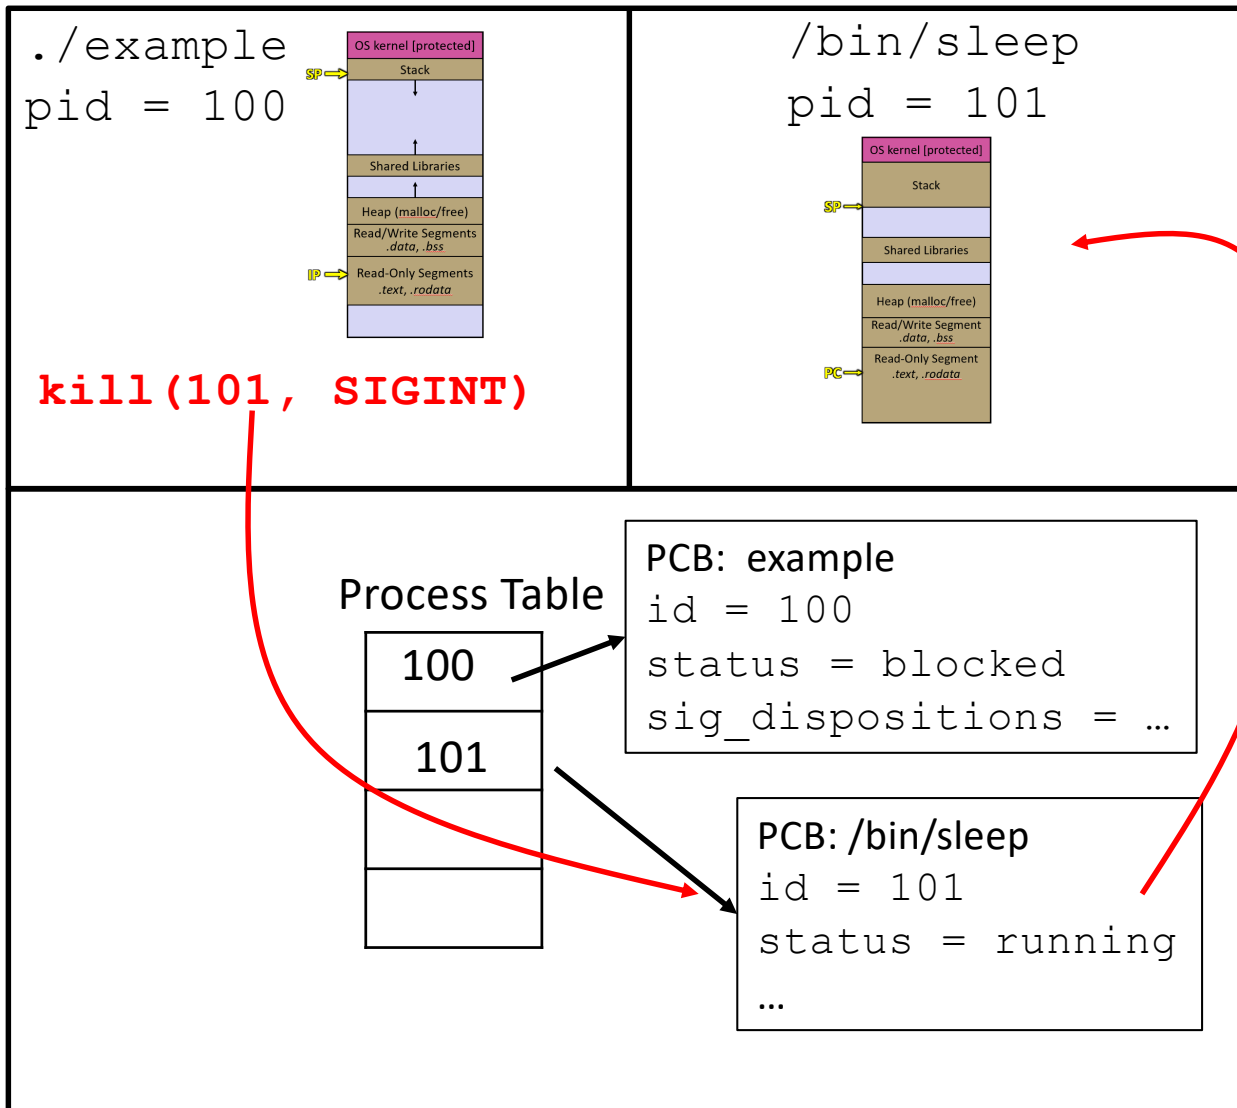 ./example
pid = 100
OS kernel [protected]
SP
Stack
Shared Libraries
Heap (malloc/free)
Read/Write Segments
.data, .bss
IP
Read-Only Segments
.text, .rodata
kill(101, SIGINT)
/bin/sleep
pid = 101
OS kernel [protected]
Stack
SP
Shared Libraries
Heap (malloc/free)
Read/Write Segment
.data, .bss
PC
Read-Only Segment
.text, .rodata
Process Table
100
101
PCB:  example
id = 100
status = blocked
sig_dispositions = …
PCB: /bin/sleep
id = 101
status = running
…